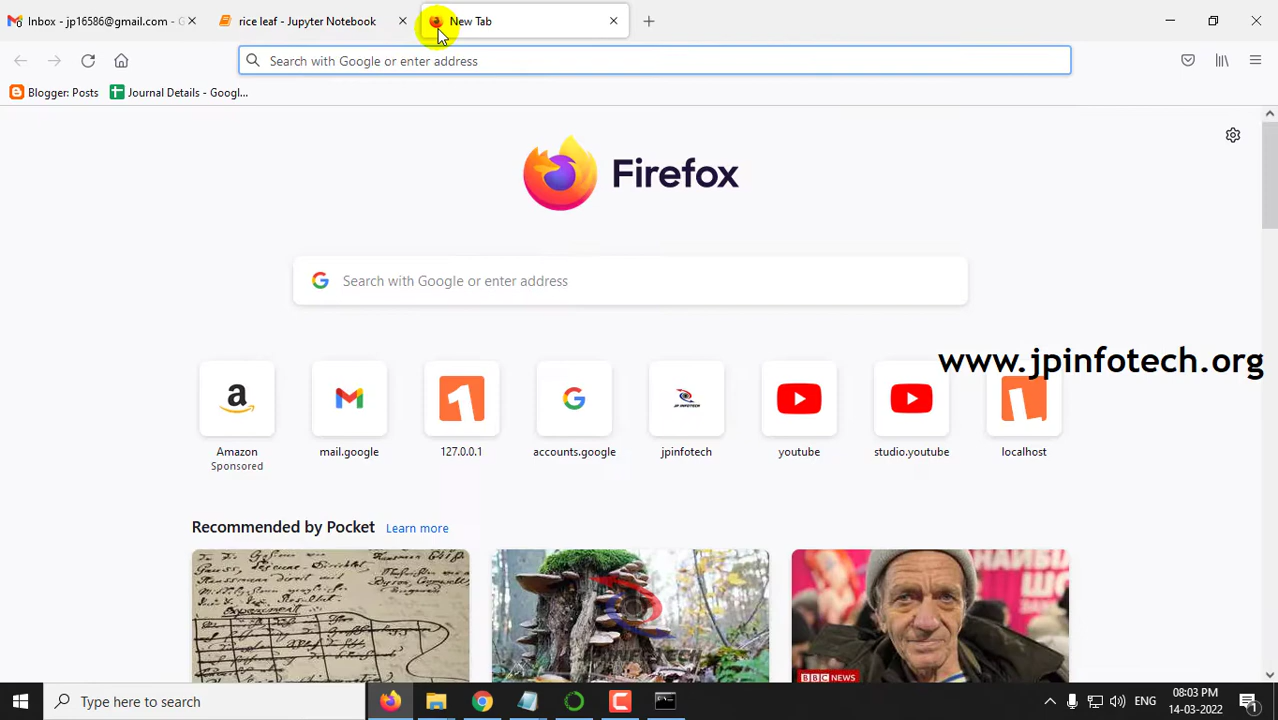 Inbox - jp16586@gmail.com - G
rice leaf - Jupyter Notebook
New Tab
Search with Google or enter address
Blogger: Posts
Journal Details - Googl...
Firefox
Search with Google or enter address
www.jpinfotech.org
JP INFOTECH
Amazon
Sponsored
mail.google
127.0.0.1
accounts.google
jpinfotech
youtube
studio.youtube
localhost
Recommended by Pocket
Learn more
BBC NEWS
Type here to search
ENG
08:03 PM
14-03-2022
1